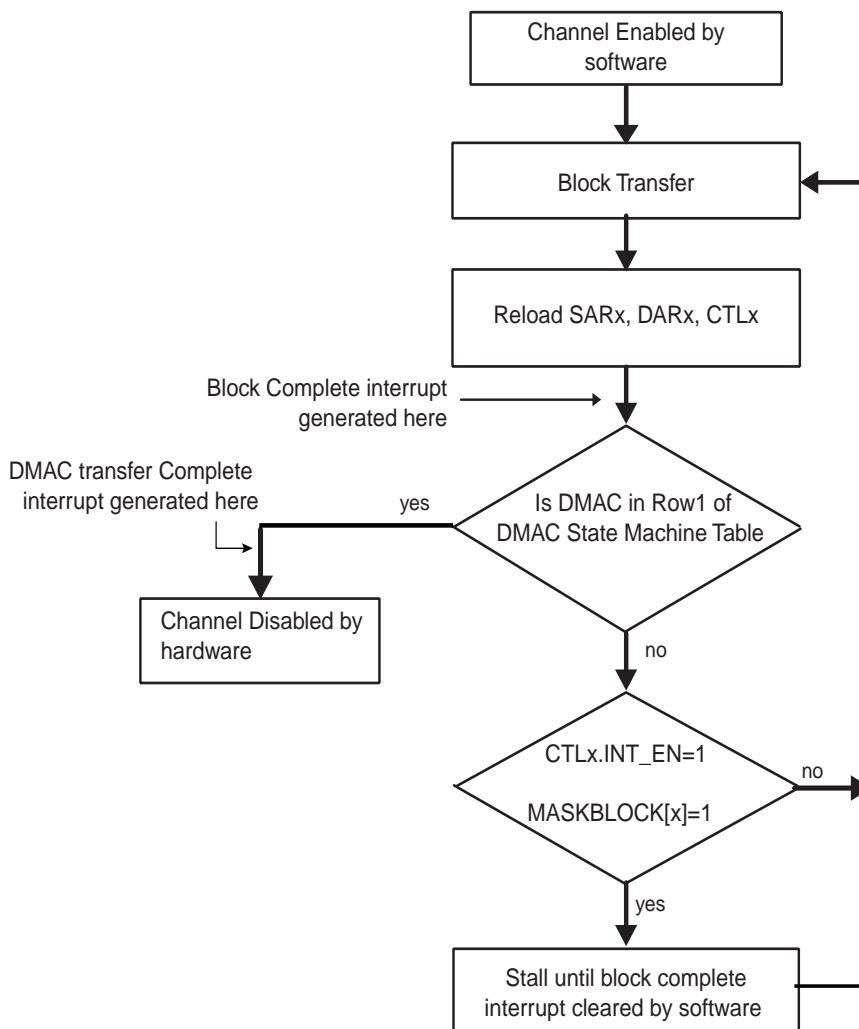 Channel Enabled by
software
Block Transfer
Reload SARx, DARx, CTLx
Block Complete interrupt
generated here
DMAC transfer Complete
interrupt generated here
yes
Is DMAC in Row1 of
DMAC State Machine Table
Channel Disabled by
hardware
no
CTLx.INT_EN=1
no
MASKBLOCK[x]=1
yes
Stall until block complete
interrupt cleared by software